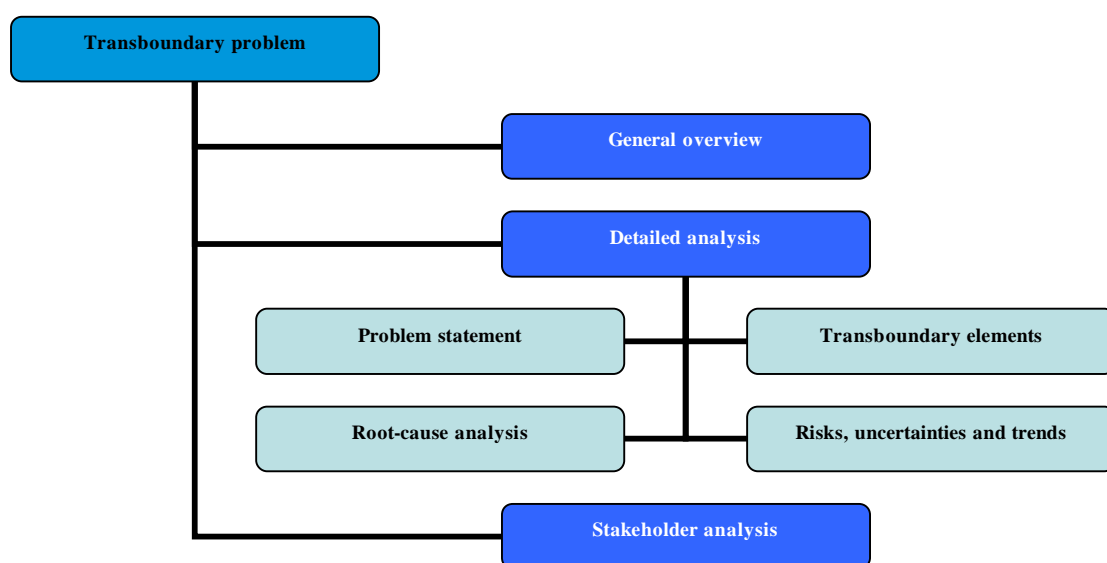 Transboundary problem
General overview
Detailed analysis
Problem statement
Transboundary elements
Root-cause analysis
Risks, uncertainties and trends
Stakeholder analysis